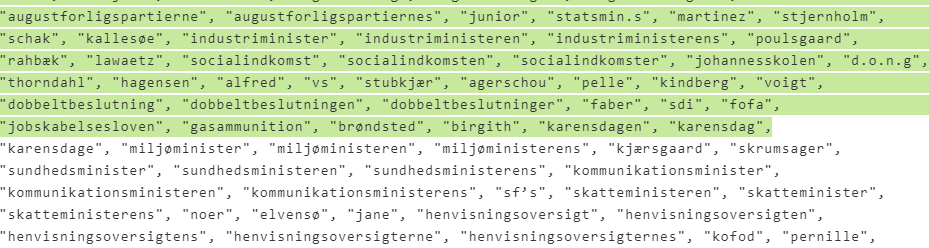 "augustforligspartierne", "augustforligspartiernes", "junior", "statsmin.s", "martinez", "stjernholm",
"schak", "kallesøe", "industriminister", "industriministeren", "industriministerens", "poulsgaard",
"rahbæk", "lawaetz", "socialindkomst", "socialindkomsten", "socialindkomster", "johannesskolen", "d.o.n.g",
"thorndahl", "hagensen", "alfred", "vs", "stubkjær", "agerschou", "pelle", "kindberg", "voigt",
"dobbeltbeslutning", "dobbeltbeslutningen", "dobbeltbeslutninger", "faber", "sdi", "fofa",
"jobskabelsesloven", "gasammunition", "brøndsted", "birgith", "karensdagen", "karensdag",
"karensdage", "miljøminister", "miljøministeren", "miljøministerens", "kjærsgaard", "skrumsager",
"sundhedsminister", "sundhedsministeren", "sundhedsministerens", "kommunikationsminister",
"kommunikationsministeren", "kommunikationsministerens", "sf's", "skatteministeren", "skatteminister",
"skatteministerens", "noer", "elvensø", "jane", "henvisningsoversigt", "henvisningsoversigten",
"henvisningsoversigtens", "henvisningsoversigterne", "henvisningsoversigternes", "kofod", "pernille",